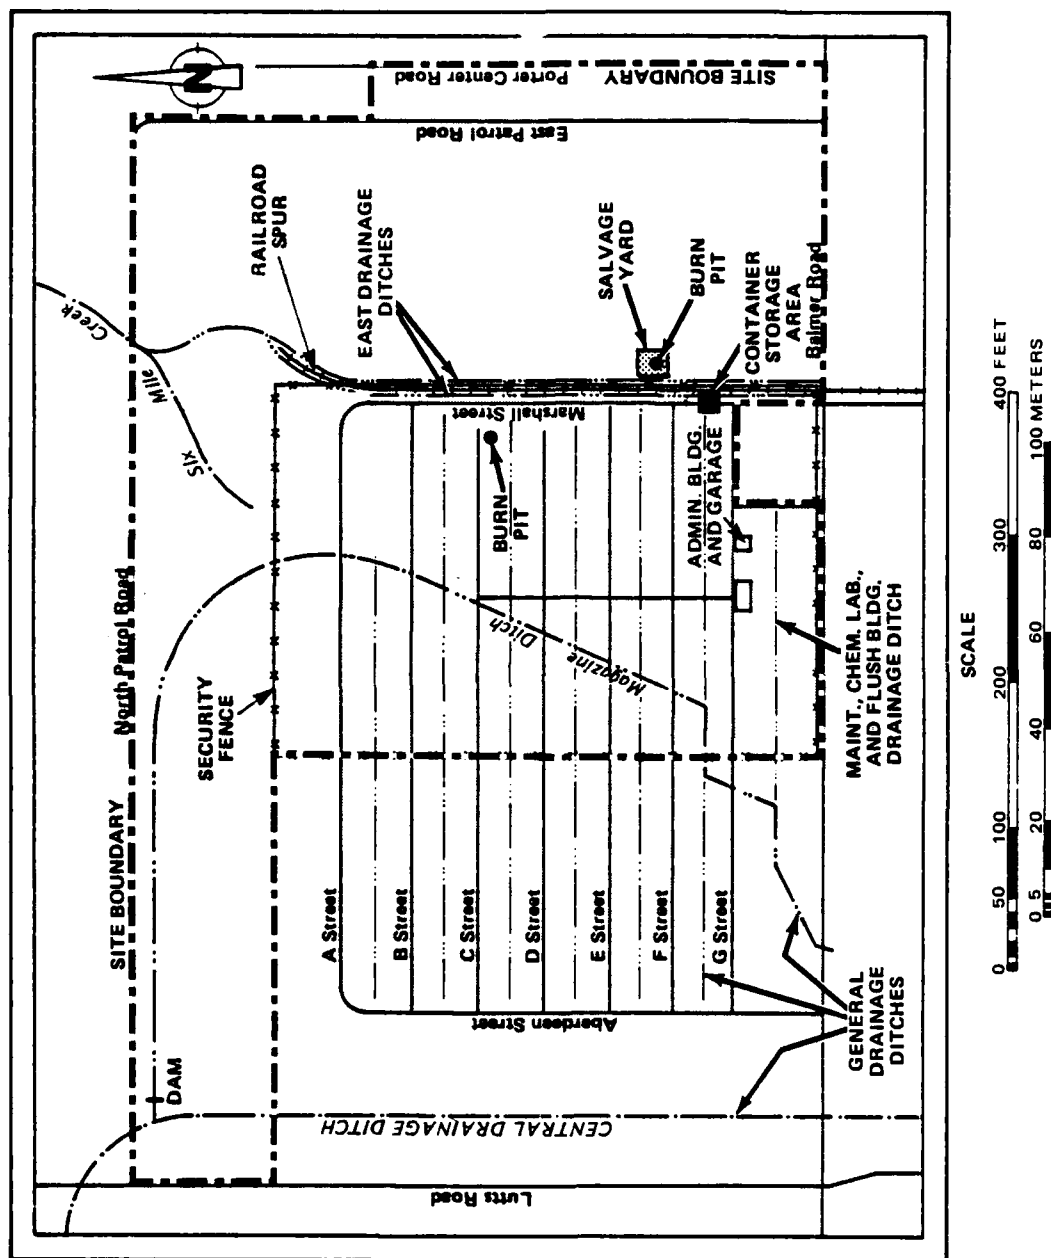 N
Porter Center Road
SITE BOUNDARY
East Patrol Road
Creek
Mile
Six
RAILROAD
SPUR
EAST DRAINAGE
DITCHES
SALVAGE
YARD
BURN
PIT
CONTAINER
STORAGE
AREA
Balmer Road
Marshall Street
BURN
PIT
ADMIN. BLDG.
AND GARAGE
North Patrol Road
SITE BOUNDARY
SECURITY
FENCE
Magazine
Ditch
MAINT., CHEM. LAB.,
AND FLUSH BLDG.
DRAINAGE DITCH
A Street
B Street
C Street
D Street
E Street
F Street
G Street
Aberdeen Street
GENERAL
DRAINAGE
DITCHES
DAM
CENTRAL DRAINAGE DITCH
Lutts Road
SCALE
0 50 100 200 300 400 FEET
0 5 20 40 60 80 100 METERS